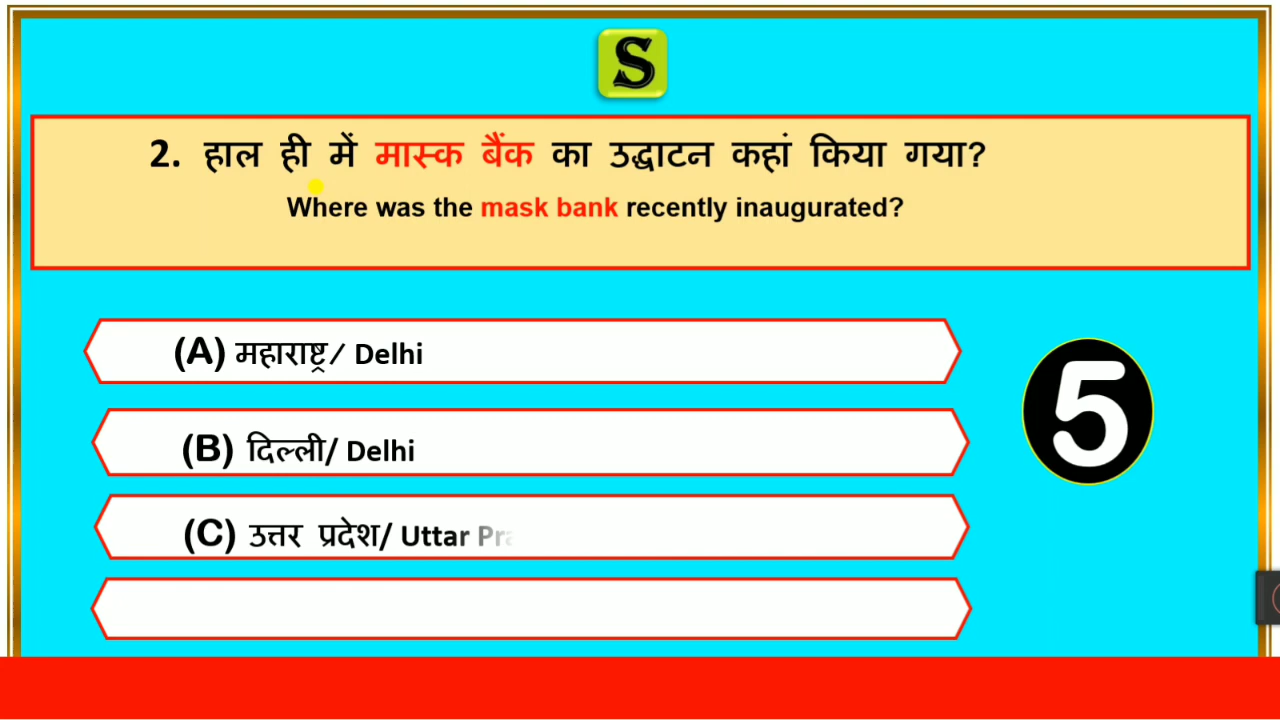 S
2. हाल ही में मास्क बैंक का उद्घाटन कहां किया गया?
Where was the mask bank recently inaugurated?
(A) महाराष्ट्र/ Delhi
(B) दिल्ली/ Delhi
5
(C) उत्तर प्रदेश/ Uttar Pra